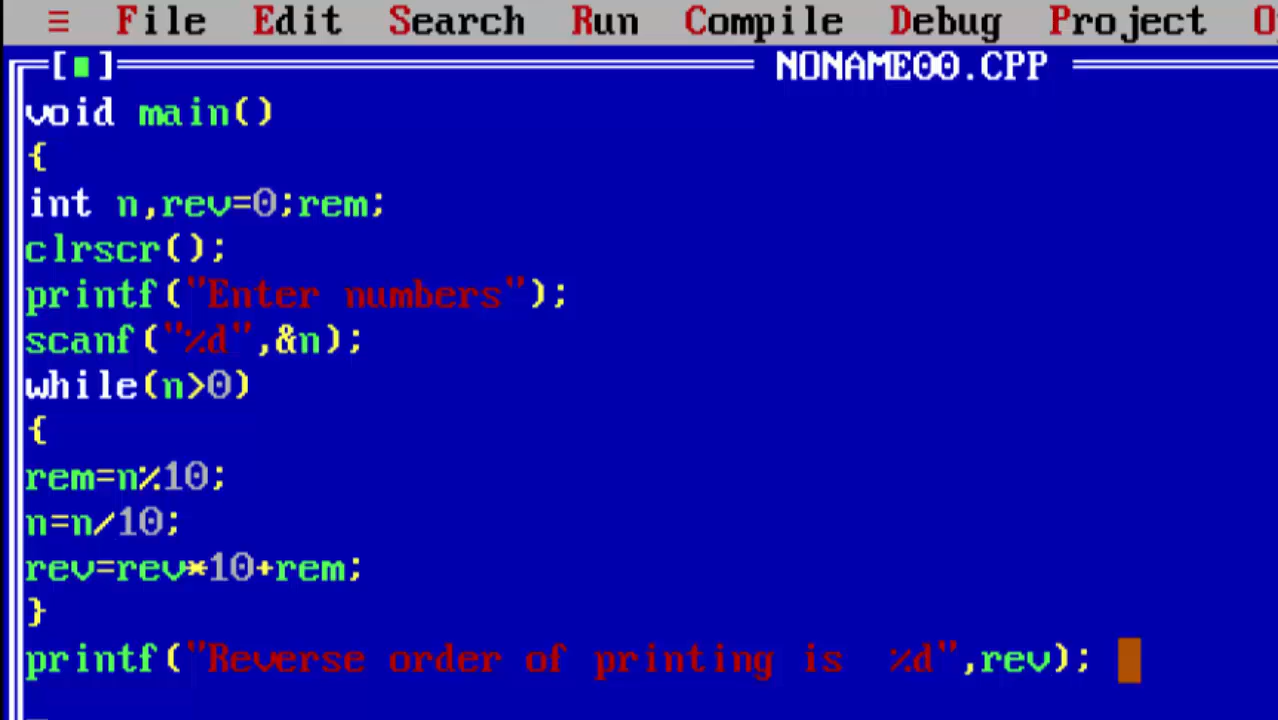 ≡ File Edit Search Run Compile Debug Project O
[■] NONAME00.CPP
void main()
{
int n,rev=0;rem;
clrscr();
printf("Enter numbers");
scanf("%d",&n);
while(n>0)
{
rem=n%10;
n=n/10;
rev=rev*10+rem;
}
printf("Reverse order of printing is  %d",rev);